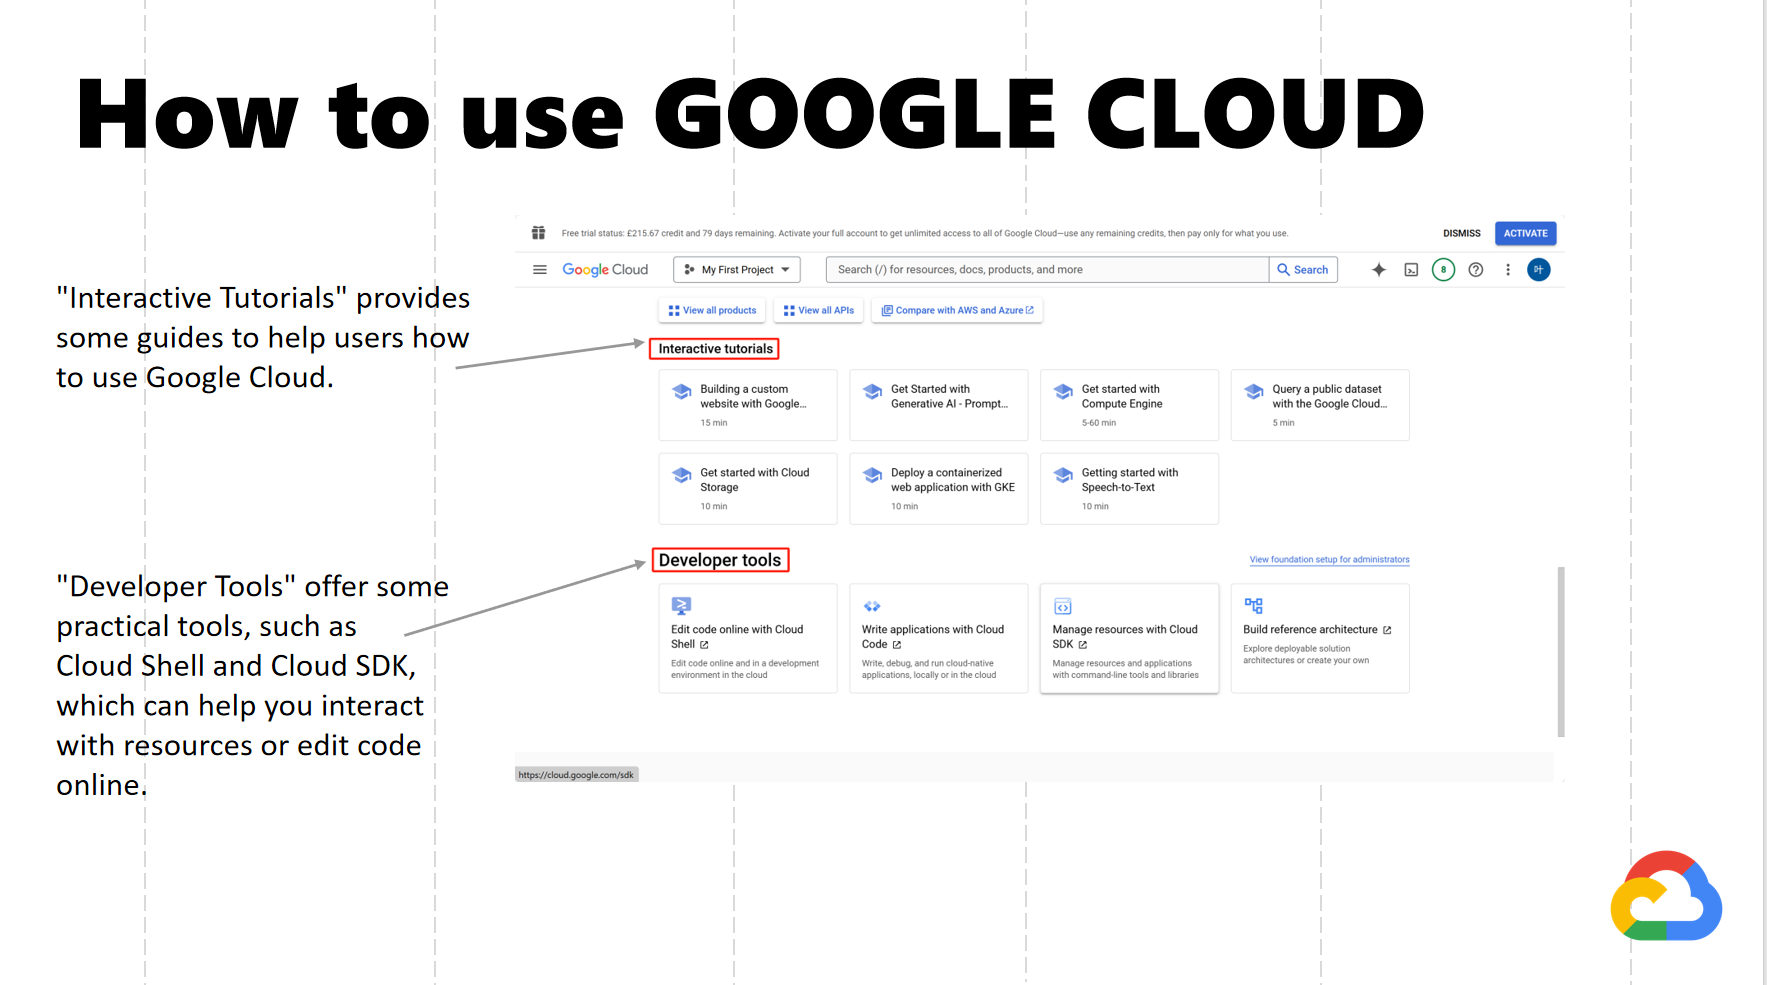 How to use GOOGLE CLOUD
"Interactive Tutorials" provides
some guides to help users how
to use Google Cloud.
"Developer Tools" offer some
practical tools, such as
Cloud Shell and Cloud SDK,
which can help you interact
with resources or edit code
online.
Free trial status: £215.67 credit and 79 days remaining. Activate your full account to get unlimited access to all of Google Cloud—use any remaining credits, then pay only for what you use.
DISMISS
ACTIVATE
Google Cloud
My First Project
Search (/) for resources, docs, products, and more
Search
8
View all products
View all APIs
Compare with AWS and Azure
Interactive tutorials
Building a custom
website with Google...
15 min
Get Started with
Generative AI - Prompt...
Get started with
Compute Engine
5-60 min
Query a public dataset
with the Google Cloud...
5 min
Get started with Cloud
Storage
10 min
Deploy a containerized
web application with GKE
10 min
Getting started with
Speech-to-Text
10 min
Developer tools
View foundation setup for administrators
Edit code online with Cloud
Shell
Edit code online and in a development
environment in the cloud
Write applications with Cloud
Code
Write, debug, and run cloud-native
applications, locally or in the cloud
Manage resources with Cloud
SDK
Manage resources and applications
with command-line tools and libraries
Build reference architecture
Explore deployable solution
architectures or create your own
https://cloud.google.com/sdk